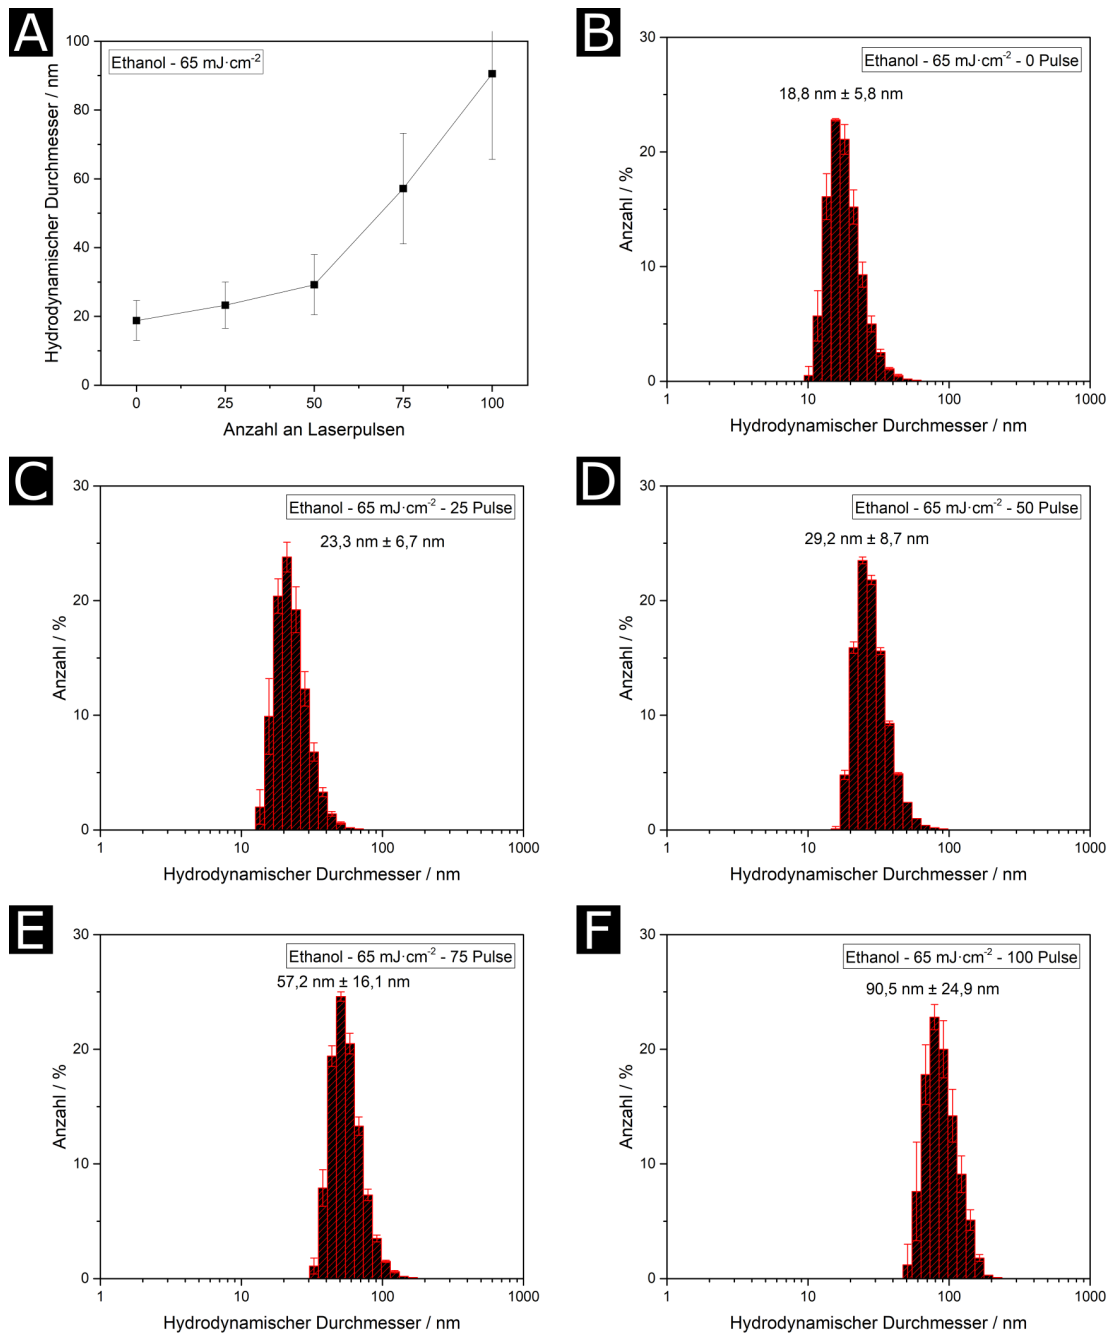 A
Ethanol - 65 mJ·cm⁻²
Hydrodynamischer Durchmesser / nm
100
80
60
40
20
0
0 25 50 75 100
Anzahl an Laserpulsen
B
Ethanol - 65 mJ·cm⁻² - 0 Pulse
18,8 nm ± 5,8 nm
Anzahl / %
30
20
10
0
1 10 100 1000
Hydrodynamischer Durchmesser / nm
C
Ethanol - 65 mJ·cm⁻² - 25 Pulse
23,3 nm ± 6,7 nm
Anzahl / %
30
20
10
0
1 10 100 1000
Hydrodynamischer Durchmesser / nm
D
Ethanol - 65 mJ·cm⁻² - 50 Pulse
29,2 nm ± 8,7 nm
Anzahl / %
30
20
10
0
1 10 100 1000
Hydrodynamischer Durchmesser / nm
E
Ethanol - 65 mJ·cm⁻² - 75 Pulse
57,2 nm ± 16,1 nm
Anzahl / %
30
20
10
0
1 10 100 1000
Hydrodynamischer Durchmesser / nm
F
Ethanol - 65 mJ·cm⁻² - 100 Pulse
90,5 nm ± 24,9 nm
Anzahl / %
30
20
10
0
1 10 100 1000
Hydrodynamischer Durchmesser / nm